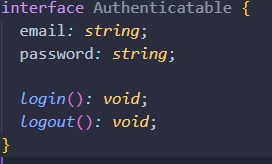 interface Authenticatable {
email: string;
password: string;
login(): void;
logout(): void;
}